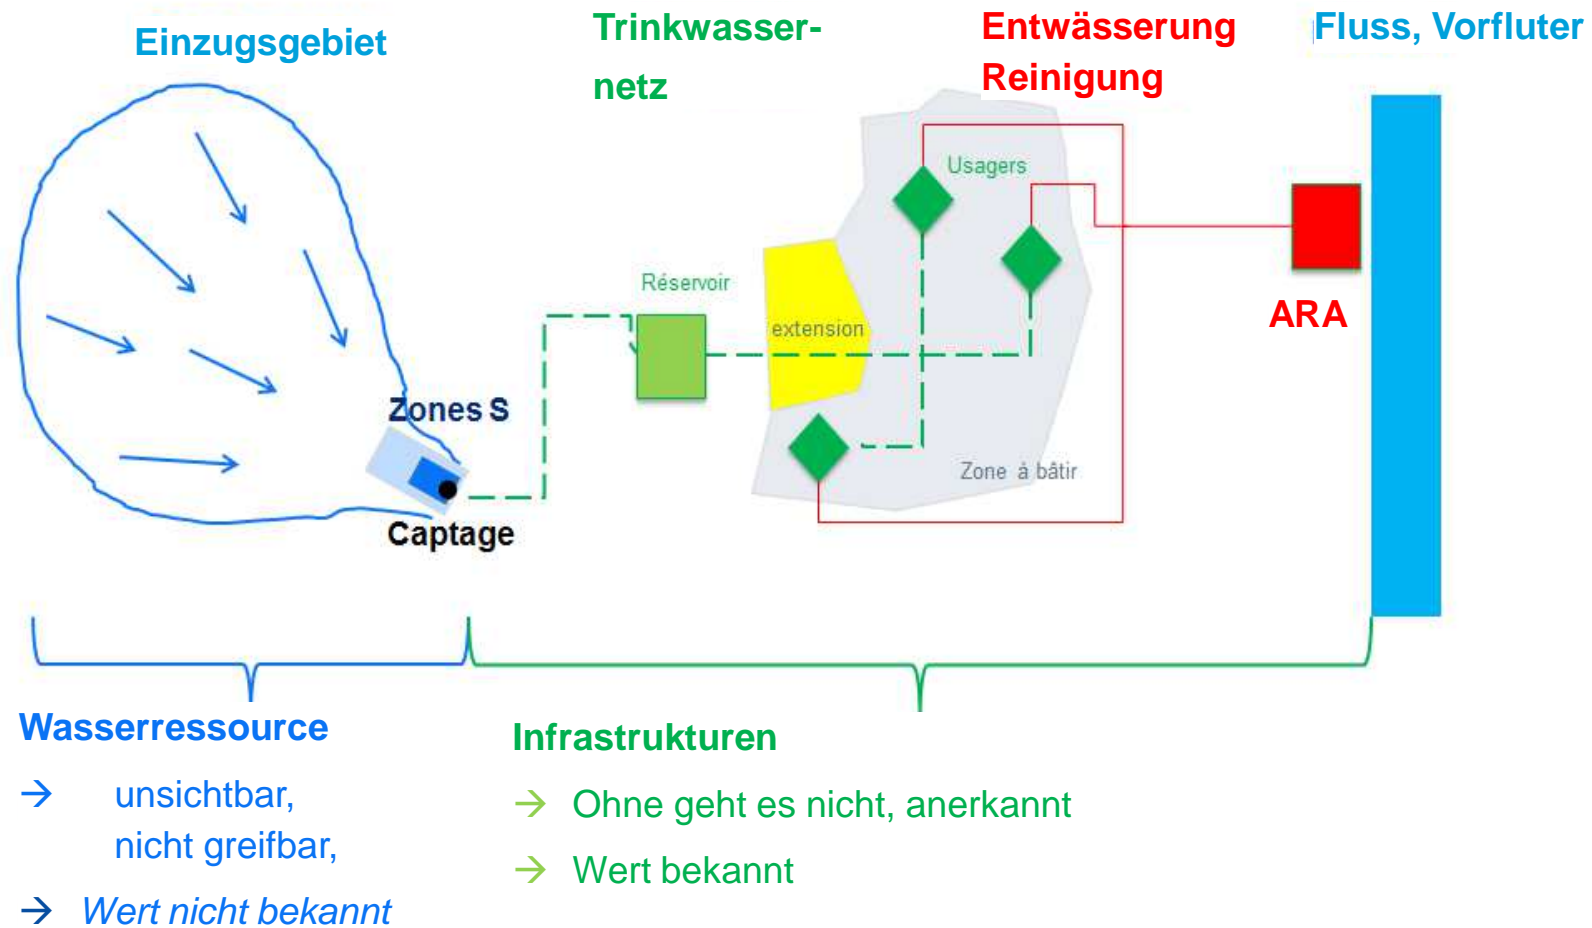 Einzugsgebiet
Trinkwasser-
netz
Entwässerung
Reinigung
Fluss, Vorfluter
Usagers
Réservoir
extension
ARA
Zones S
Zone à bâtir
Captage
Wasserressource
→ unsichtbar,
nicht greifbar,
→ Wert nicht bekannt
Infrastrukturen
→ Ohne geht es nicht, anerkannt
→ Wert bekannt